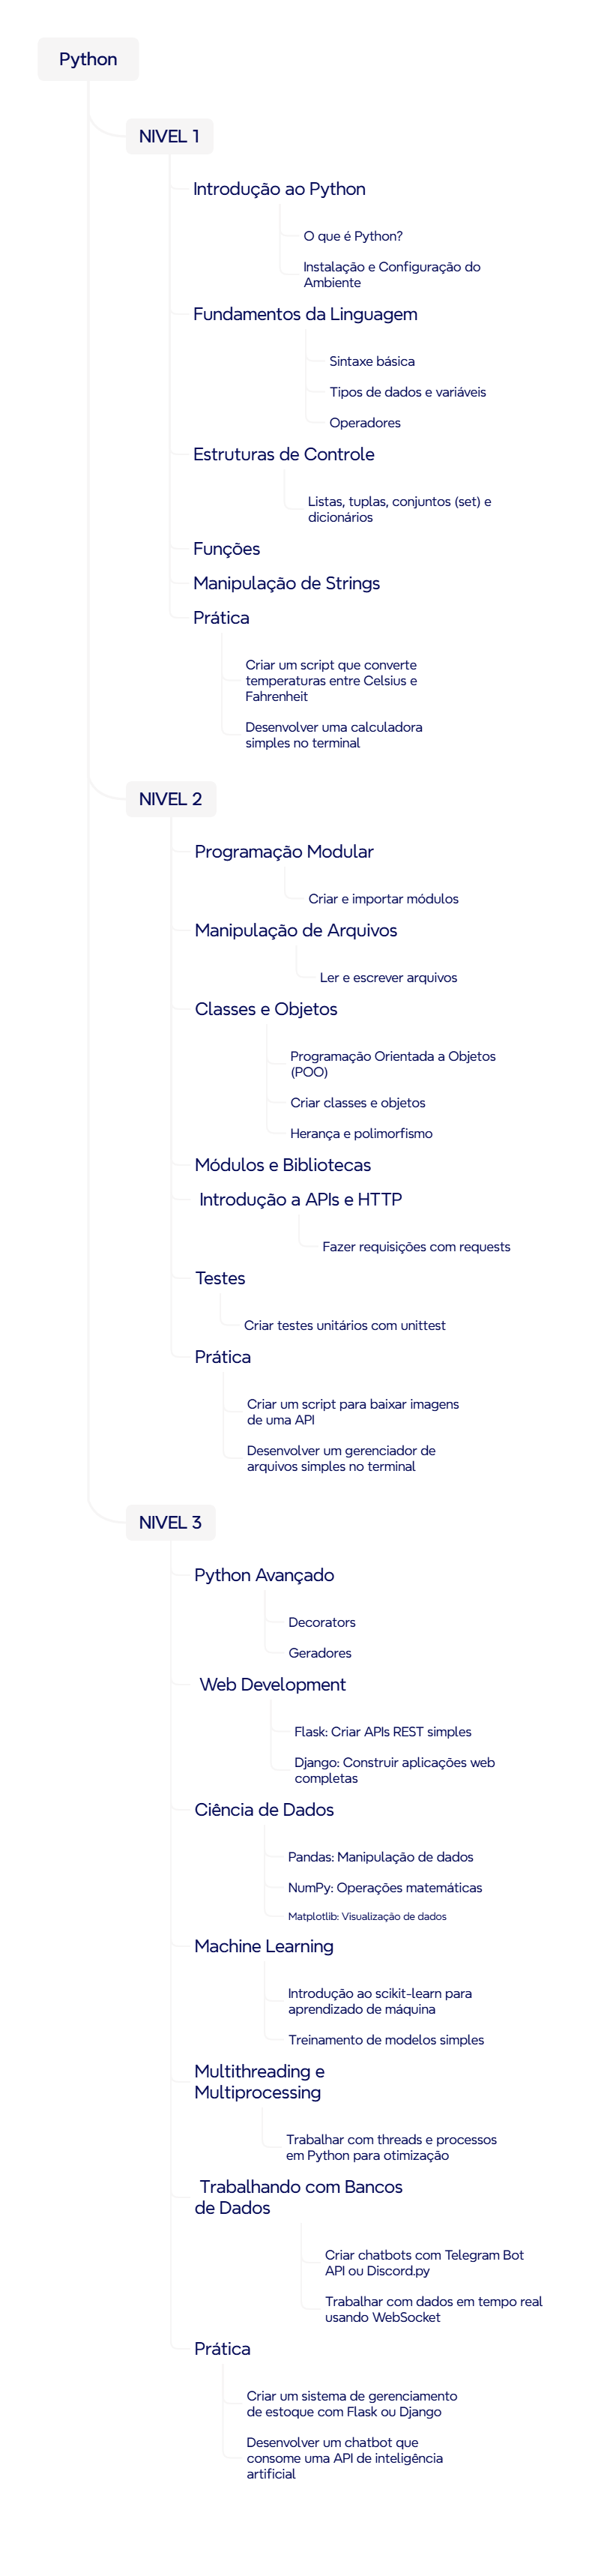 Python
NIVEL 1
Introdução ao Python
O que é Python?
Instalação e Configuração do
Ambiente
Fundamentos da Linguagem
Sintaxe básica
Tipos de dados e variáveis
Operadores
Estruturas de Controle
Listas, tuplas, conjuntos (set) e
dicionários
Funções
Manipulação de Strings
Prática
Criar um script que converte
temperaturas entre Celsius e
Fahrenheit
Desenvolver uma calculadora
simples no terminal
NIVEL 2
Programação Modular
Criar e importar módulos
Manipulação de Arquivos
Ler e escrever arquivos
Classes e Objetos
Programação Orientada a Objetos
(POO)
Criar classes e objetos
Herança e polimorfismo
Módulos e Bibliotecas
Introdução a APIs e HTTP
Fazer requisições com requests
Testes
Criar testes unitários com unittest
Prática
Criar um script para baixar imagens
de uma API
Desenvolver um gerenciador de
arquivos simples no terminal
NIVEL 3
Python Avançado
Decorators
Geradores
Web Development
Flask: Criar APIs REST simples
Django: Construir aplicações web
completas
Ciência de Dados
Pandas: Manipulação de dados
NumPy: Operações matemáticas
Matplotlib: Visualização de dados
Machine Learning
Introdução ao scikit-learn para
aprendizado de máquina
Treinamento de modelos simples
Multithreading e
Multiprocessing
Trabalhar com threads e processos
em Python para otimização
Trabalhando com Bancos
de Dados
Criar chatbots com Telegram Bot
API ou Discord.py
Trabalhar com dados em tempo real
usando WebSocket
Prática
Criar um sistema de gerenciamento
de estoque com Flask ou Django
Desenvolver um chatbot que
consome uma API de inteligência
artificial